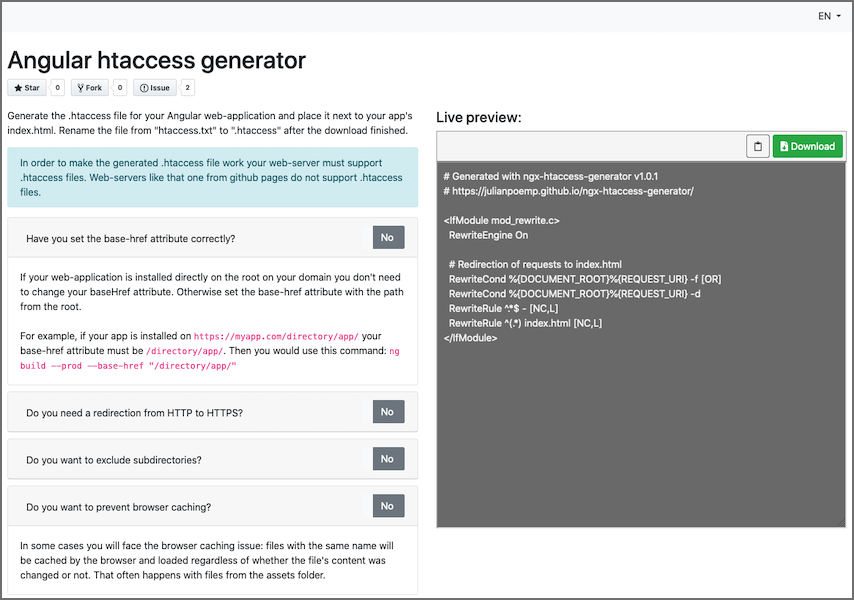 EN
Angular htaccess generator
Star 0 Fork 0 Issue 2
Generate the .htaccess file for your Angular web-application and place it next to your app's
index.html. Rename the file from "htaccess.txt" to ".htaccess" after the download finished.
In order to make the generated .htaccess file work your web-server must support
.htaccess files. Web-servers like that one from github pages do not support .htaccess
files.
Have you set the base-href attribute correctly? No
If your web-application is installed directly on the root on your domain you don't need
to change your baseHref attribute. Otherwise set the base-href attribute with the path
from the root.
For example, if your app is installed on https://myapp.com/directory/app/ your
base-href attribute must be /directory/app/. Then you would use this command: ng
build --prod --base-href "/directory/app/"
Do you need a redirection from HTTP to HTTPS? No
Do you want to exclude subdirectories? No
Do you want to prevent browser caching? No
In some cases you will face the browser caching issue: files with the same name will
be cached by the browser and loaded regardless of whether the file's content was
changed or not. That often happens with files from the assets folder.
Live preview:
Download
# Generated with ngx-htaccess-generator v1.0.1
# https://julianpoemp.github.io/ngx-htaccess-generator/
<IfModule mod_rewrite.c>
RewriteEngine On
# Redirection of requests to index.html
RewriteCond %{DOCUMENT_ROOT}%{REQUEST_URI} -f [OR]
RewriteCond %{DOCUMENT_ROOT}%{REQUEST_URI} -d
RewriteRule ^.*$ - [NC,L]
RewriteRule ^(.*) index.html [NC,L]
</IfModule>